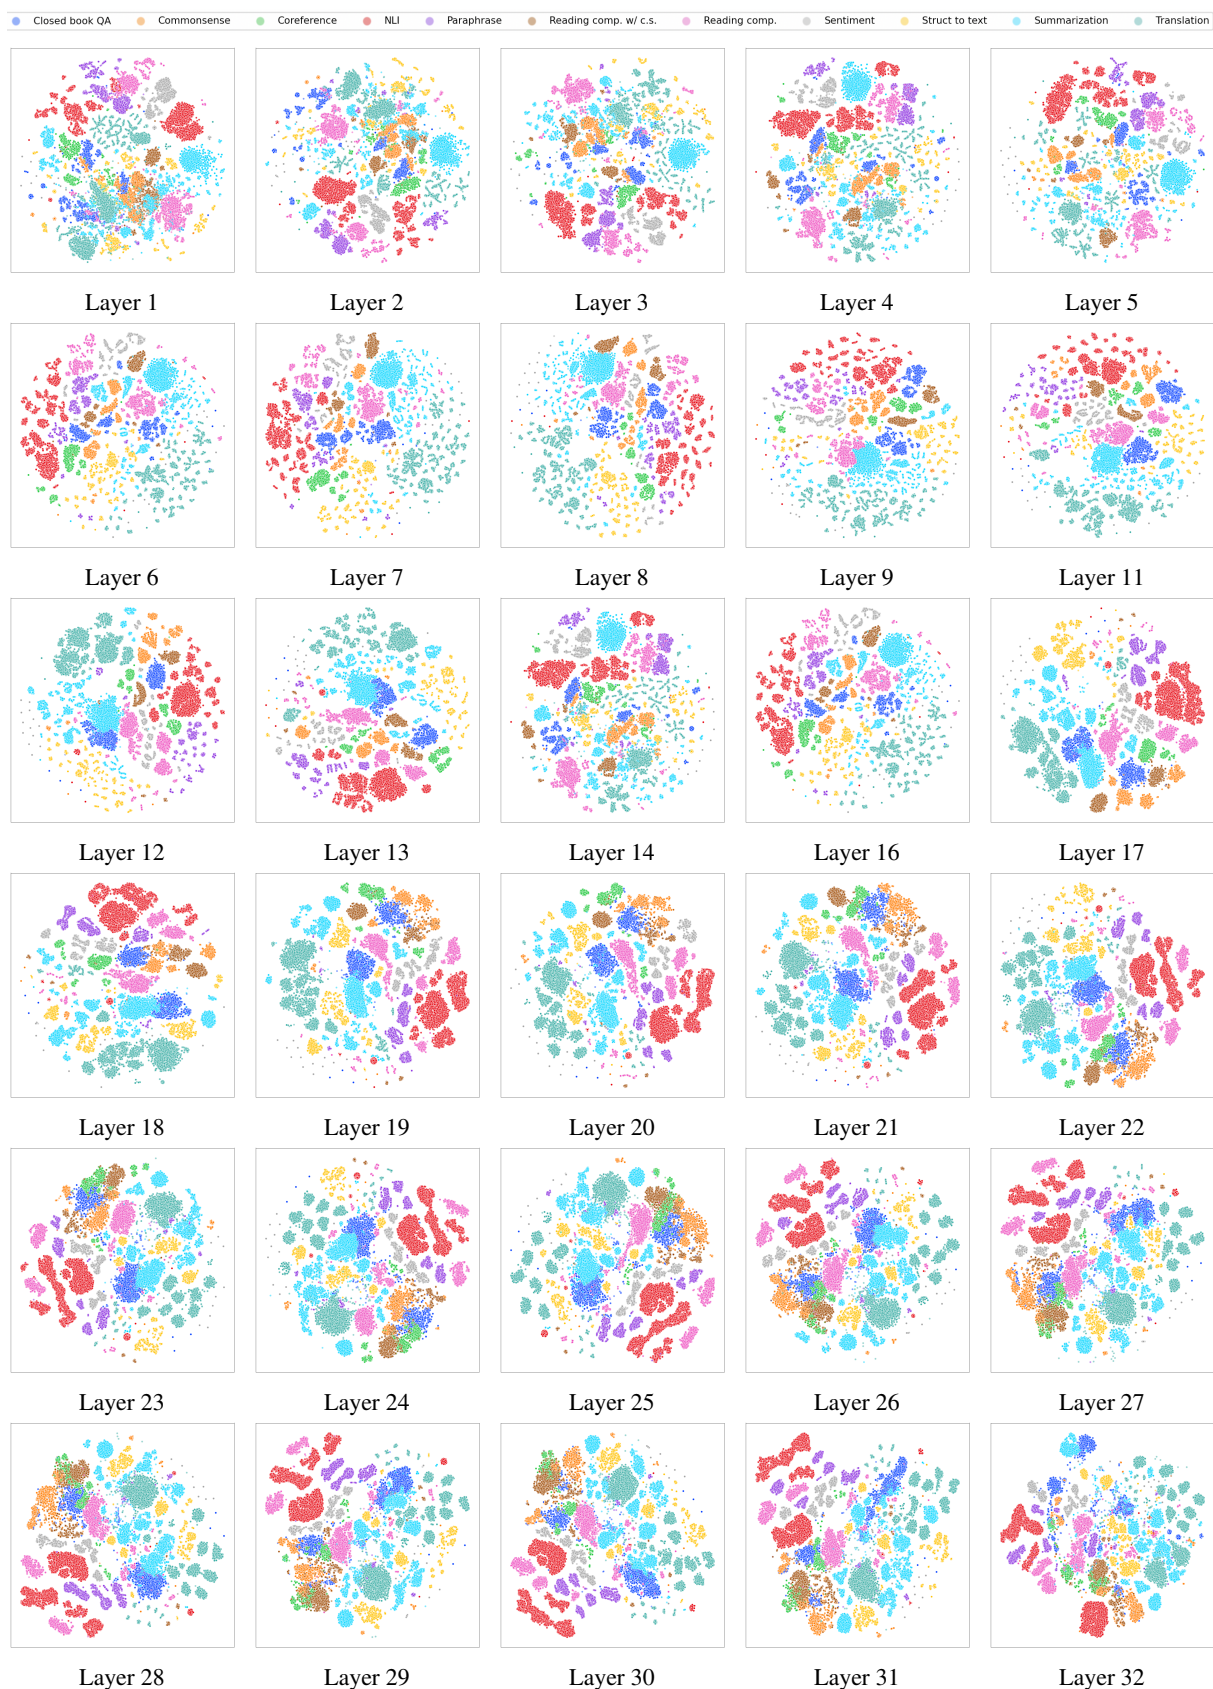 Closed book QA Commonsense Coreference NLI Paraphrase Reading comp. w/ c.s. Reading comp. Sentiment Struct to text Summarization Translation
Layer 1 Layer 2 Layer 3 Layer 4 Layer 5
Layer 6 Layer 7 Layer 8 Layer 9 Layer 11
Layer 12 Layer 13 Layer 14 Layer 16 Layer 17
Layer 18 Layer 19 Layer 20 Layer 21 Layer 22
Layer 23 Layer 24 Layer 25 Layer 26 Layer 27
Layer 28 Layer 29 Layer 30 Layer 31 Layer 32